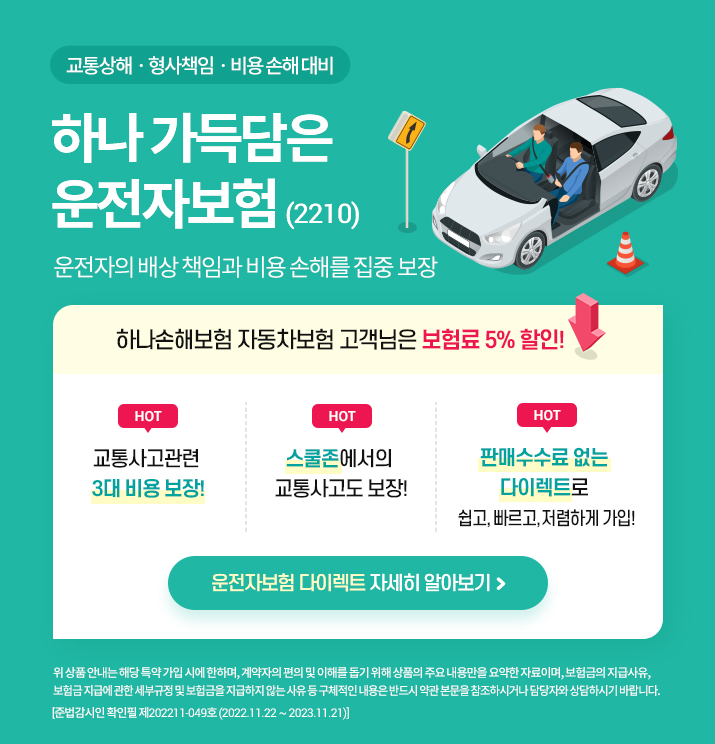 교통상해 · 형사책임 · 비용 손해 대비
하나 가득담은
운전자보험 (2210)
운전자의 배상 책임과 비용 손해를 집중 보장
하나손해보험 자동차보험 고객님은 보험료 5% 할인!
HOT
교통사고관련
3대 비용 보장!
HOT
스쿨존에서의
교통사고도 보장!
HOT
판매수수료 없는
다이렉트로
쉽고, 빠르고, 저렴하게 가입!
운전자보험 다이렉트 자세히 알아보기 >
위 상품 안내는 해당 특약 가입 시에 한하며, 계약자의 편의 및 이해를 돕기 위해 상품의 주요 내용만을 요약한 자료이며, 보험금의 지급사유,
보험금 지급에 관한 세부규정 및 보험금을 지급하지 않는 사유 등 구체적인 내용은 반드시 약관 본문을 참조하시거나 담당자와 상담하시기 바랍니다.
[준법감시인 확인필 제202211-049호 (2022.11.22 ~ 2023.11.21)]